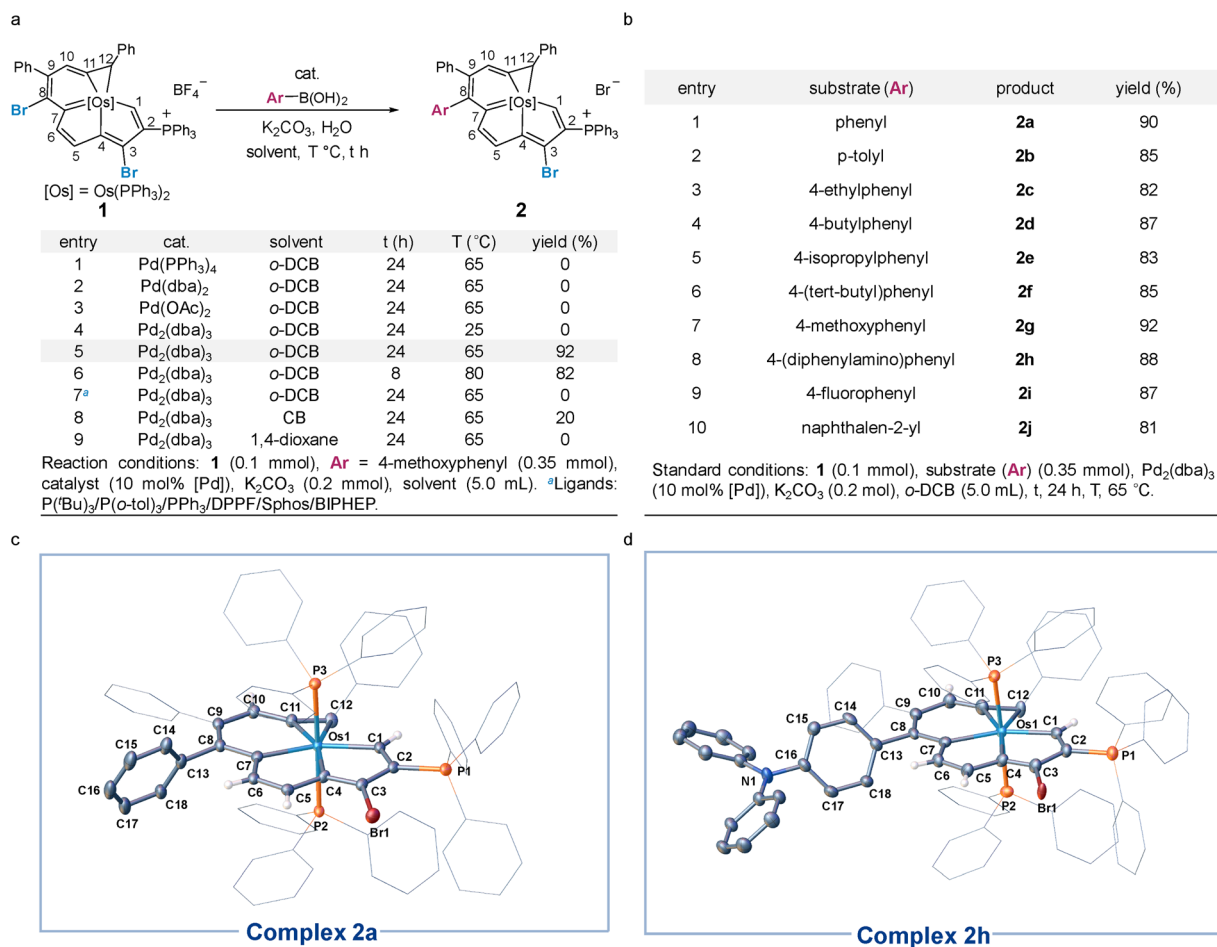 a
Ph
Ph
10
11
12
9
8
Br
7
[Os]
1
2
PPh3
+
6
5
4
3
Br
BF4−
[Os] = Os(PPh3)2
1
cat.
Ar–B(OH)2
K2CO3, H2O
solvent, T °C, t h
Ph
Ph
10
11
12
9
8
Ar
7
[Os]
1
2
PPh3
+
6
5
4
3
Br
Br−
2
entry cat. solvent t (h) T (°C) yield (%)
1 Pd(PPh3)4 o-DCB 24 65 0
2 Pd(dba)2 o-DCB 24 65 0
3 Pd(OAc)2 o-DCB 24 65 0
4 Pd2(dba)3 o-DCB 24 25 0
5 Pd2(dba)3 o-DCB 24 65 92
6 Pd2(dba)3 o-DCB 8 80 82
7a Pd2(dba)3 o-DCB 24 65 0
8 Pd2(dba)3 CB 24 65 20
9 Pd2(dba)3 1,4-dioxane 24 65 0
Reaction conditions: 1 (0.1 mmol), Ar = 4-methoxyphenyl (0.35 mmol),
catalyst (10 mol% [Pd]), K2CO3 (0.2 mmol), solvent (5.0 mL). aLigands:
P(tBu)3/P(o-tol)3/PPh3/DPPF/Sphos/BIPHEP.
b
entry substrate (Ar) product yield (%)
1 phenyl 2a 90
2 p-tolyl 2b 85
3 4-ethylphenyl 2c 82
4 4-butylphenyl 2d 87
5 4-isopropylphenyl 2e 83
6 4-(tert-butyl)phenyl 2f 85
7 4-methoxyphenyl 2g 92
8 4-(diphenylamino)phenyl 2h 88
9 4-fluorophenyl 2i 87
10 naphthalen-2-yl 2j 81
Standard conditions: 1 (0.1 mmol), substrate (Ar) (0.35 mmol), Pd2(dba)3
(10 mol% [Pd]), K2CO3 (0.2 mol), o-DCB (5.0 mL), t, 24 h, T, 65 °C.
c
P3
C10
C11
C12
C9
C14
C15
C8
Os1
C1
C7
C2
C13
P1
C16
C6
C4
C3
C18
C5
C17
P2
Br1
Complex 2a
d
P3
C10
C11
C12
C14
C9
C15
C8
Os1
C1
C7
C2
C16
C13
P1
N1
C6
C5
C4
C3
C17
C18
P2
Br1
Complex 2h